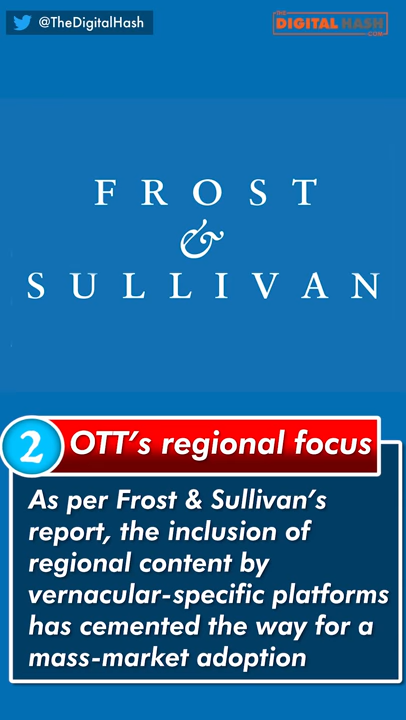 @TheDigitalHash
THE
DIGITAL HASH
.COM
FROST
&
SULLIVAN
2
OTT's regional focus
As per Frost & Sullivan's
report, the inclusion of
regional content by
vernacular-specific platforms
has cemented the way for a
mass-market adoption